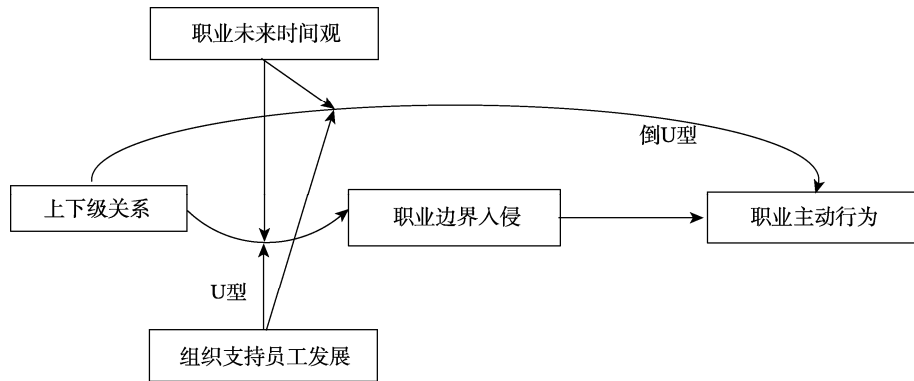 职业未来时间观
倒U型
上下级关系
职业边界入侵
职业主动行为
U型
组织支持员工发展